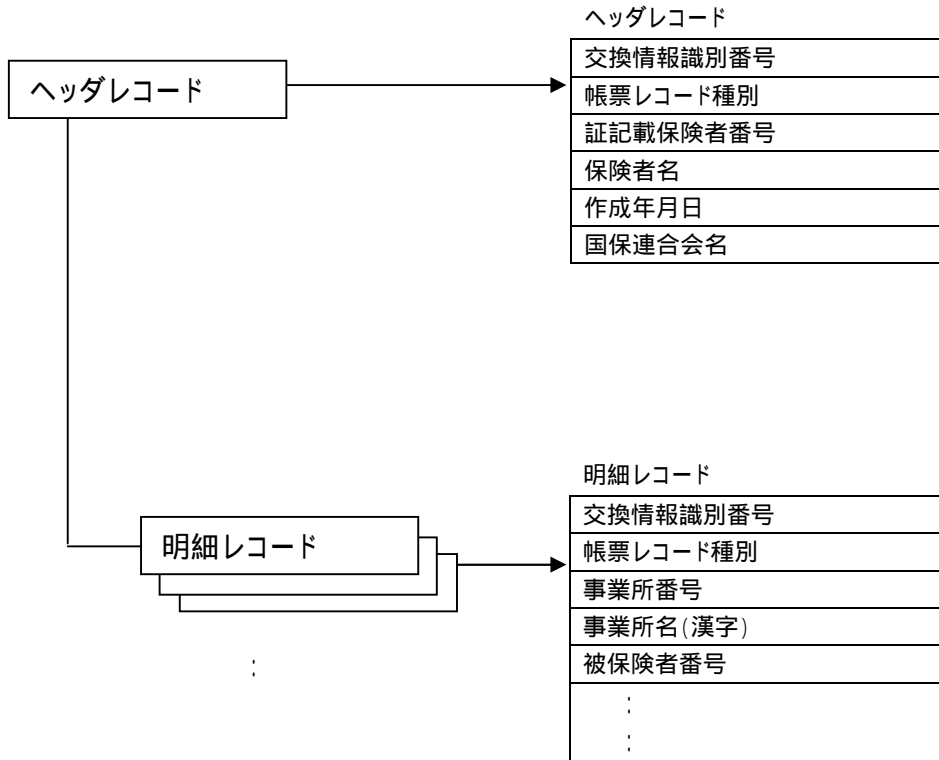 ヘッダレコード
ヘッダレコード
交換情報識別番号
帳票レコード種別
証記載保険者番号
保険者名
作成年月日
国保連合会名
明細レコード
明細レコード
交換情報識別番号
帳票レコード種別
事業所番号
事業所名(漢字)
被保険者番号
:
:
: